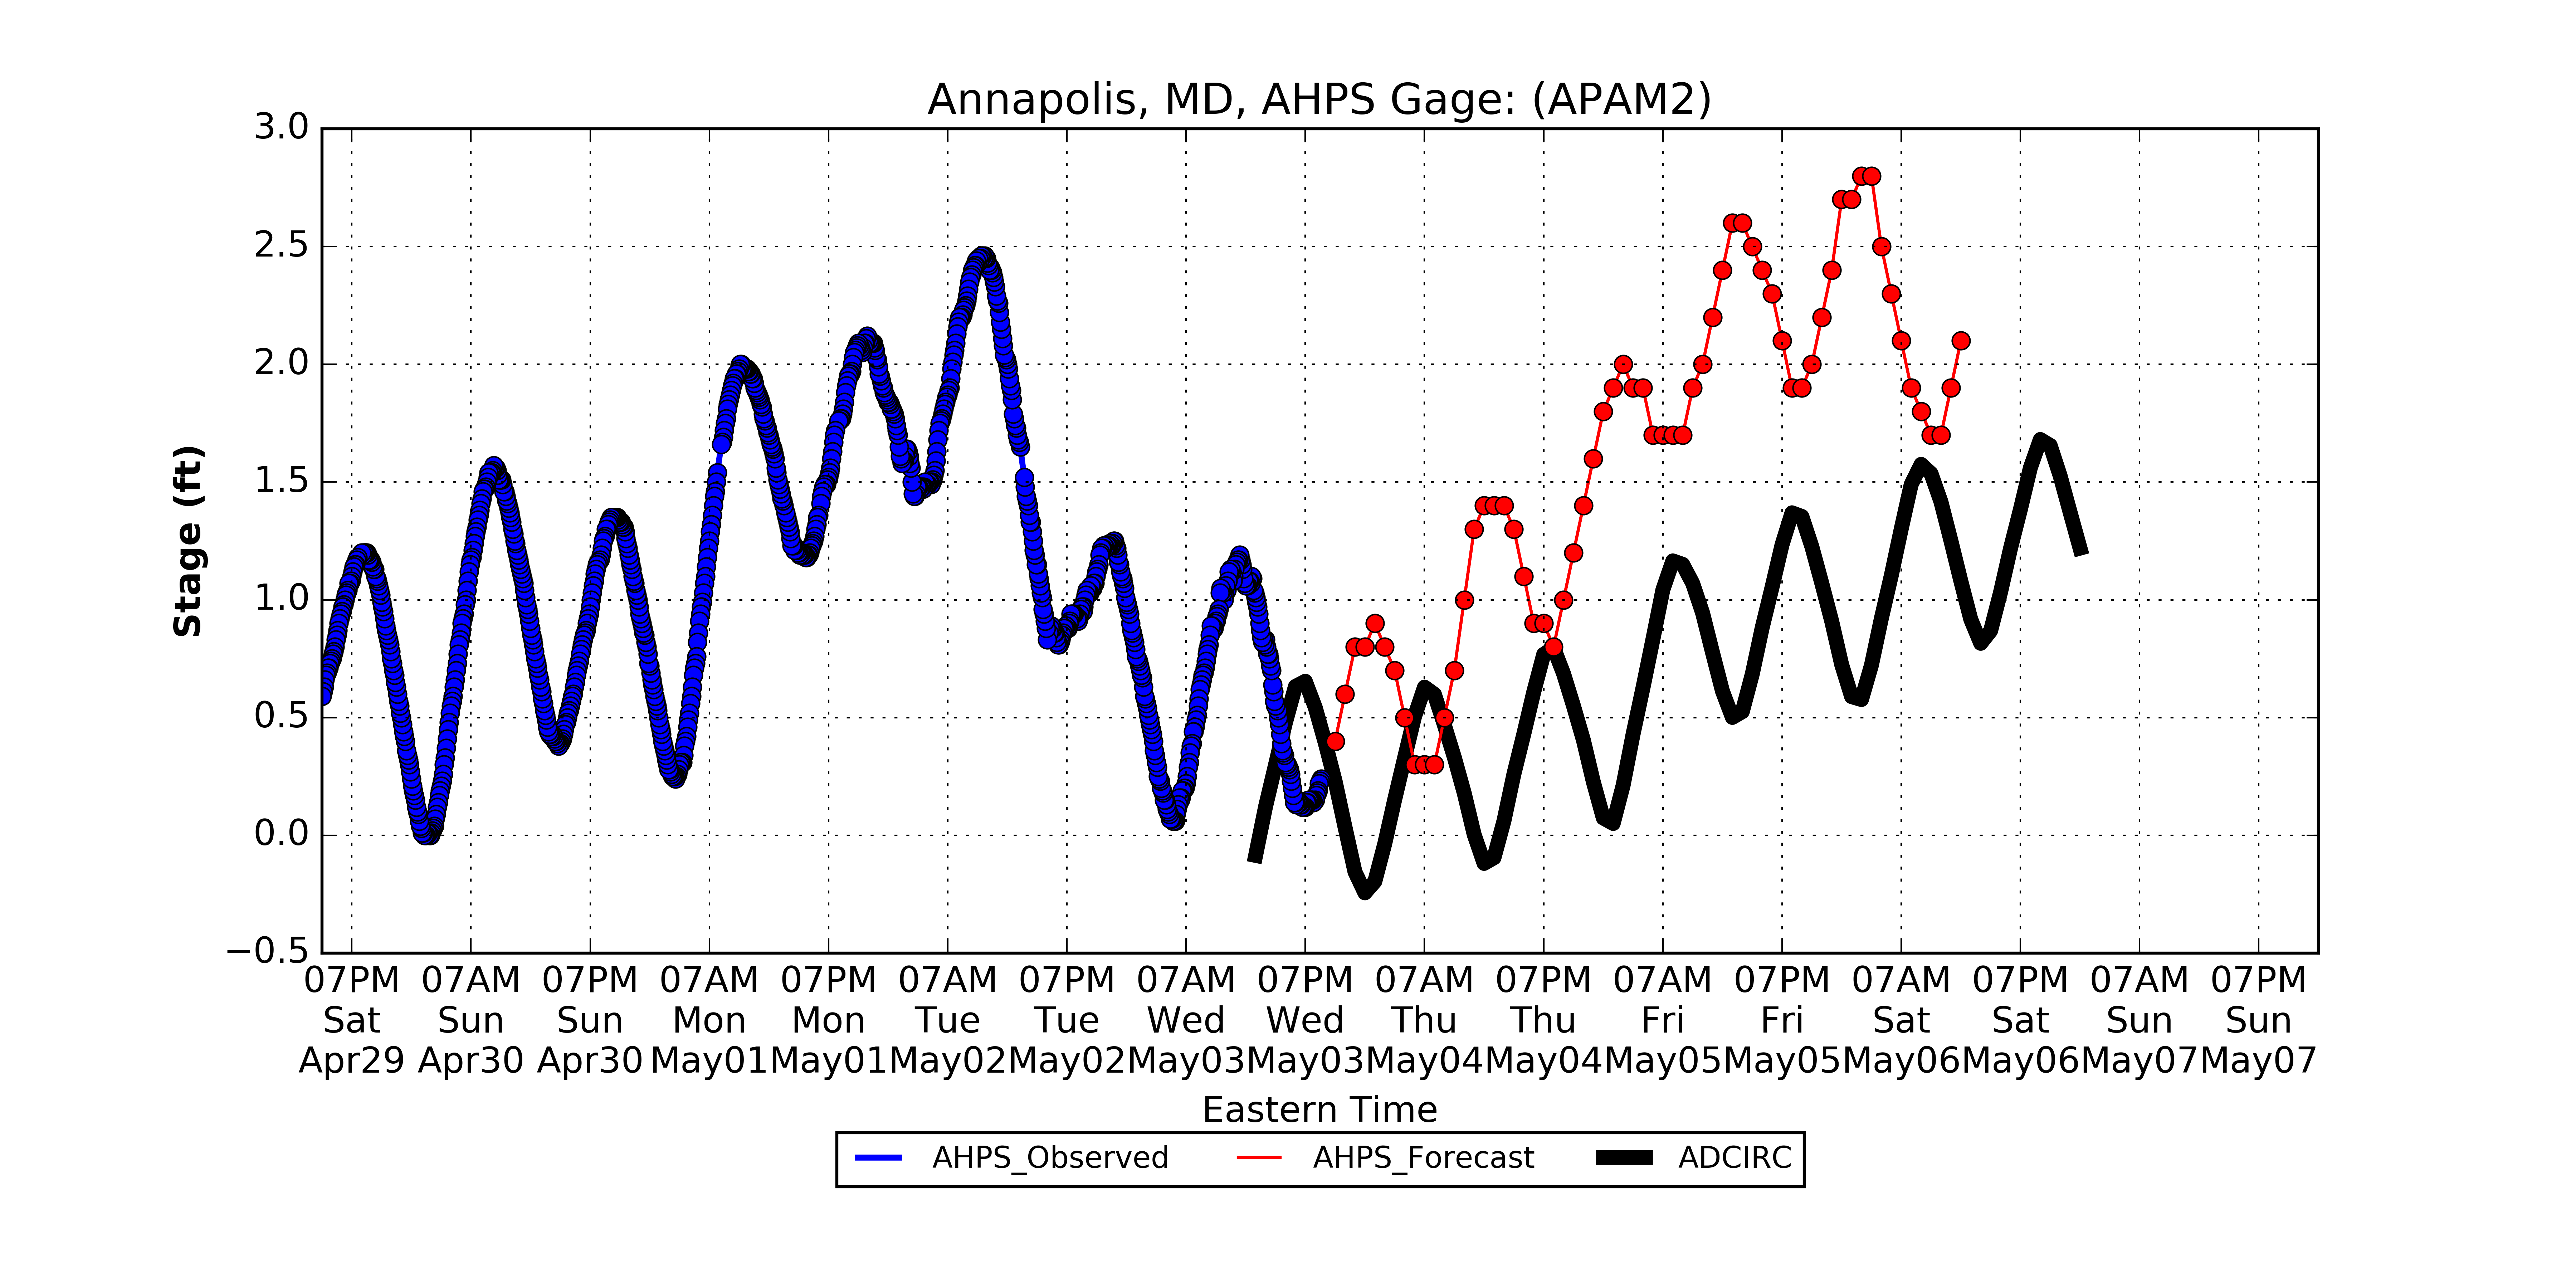 Annapolis, MD, AHPS Gage: (APAM2)
3.0
2.5
2.0
1.5
1.0
0.5
0.0
−0.5
Stage (ft)
07PM 07AM 07PM 07AM 07PM 07AM 07PM 07AM 07PM 07AM 07PM 07AM 07PM 07AM 07PM 07AM 07PM
Sat Sun Sun Mon Mon Tue Tue Wed Wed Thu Thu Fri Fri Sat Sat Sun Sun
Apr29 Apr30 Apr30 May01 May01 May02 May02 May03 May03 May04 May04 May05 May05 May06 May06 May07 May07
Eastern Time
AHPS_Observed AHPS_Forecast ADCIRC